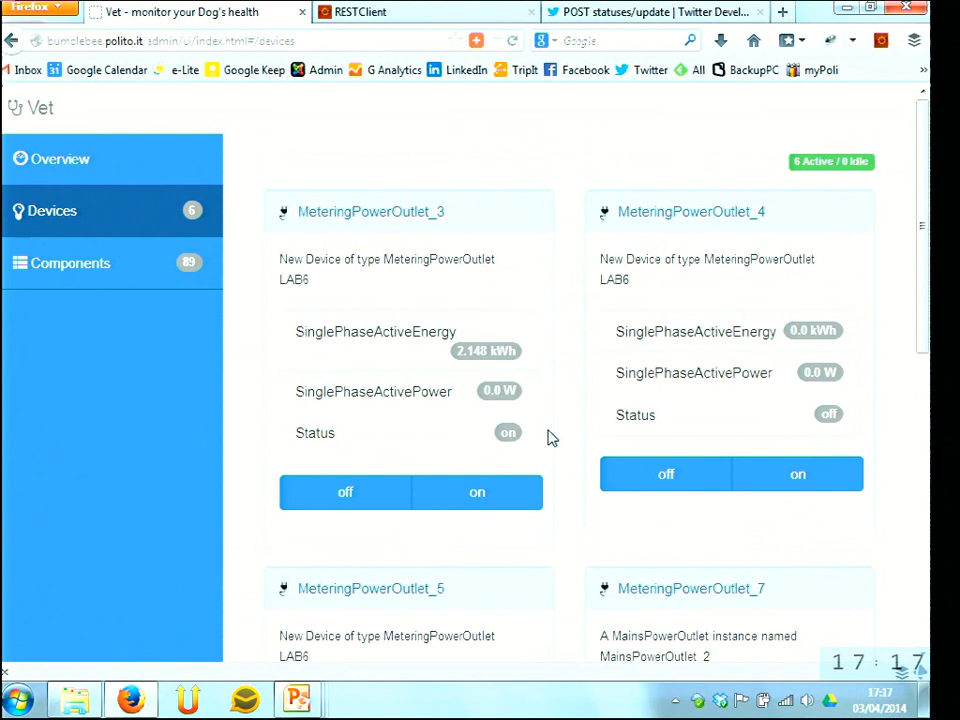 Firefox
Vet - monitor your Dog's health
RESTClient
POST statuses/update | Twitter Devel...
bumblebee.polito.it/admin/ui/index.html#/devices
Google
Inbox
Google Calendar
e-Lite
Google Keep
Admin
G Analytics
LinkedIn
TripIt
Facebook
Twitter
All
BackupPC
myPoli
Vet
Overview
Devices 6
Components 89
6 Active / 0 Idle
MeteringPowerOutlet_3
New Device of type MeteringPowerOutlet
LAB6
SinglePhaseActiveEnergy
2.148 kWh
SinglePhaseActivePower 0.0 W
Status on
off on
MeteringPowerOutlet_4
New Device of type MeteringPowerOutlet
LAB6
SinglePhaseActiveEnergy 0.0 kWh
SinglePhaseActivePower 0.0 W
Status off
off on
MeteringPowerOutlet_5
New Device of type MeteringPowerOutlet
LAB6
MeteringPowerOutlet_7
A MainsPowerOutlet instance named
MainsPowerOutlet_2
17:17
17:17
03/04/2014